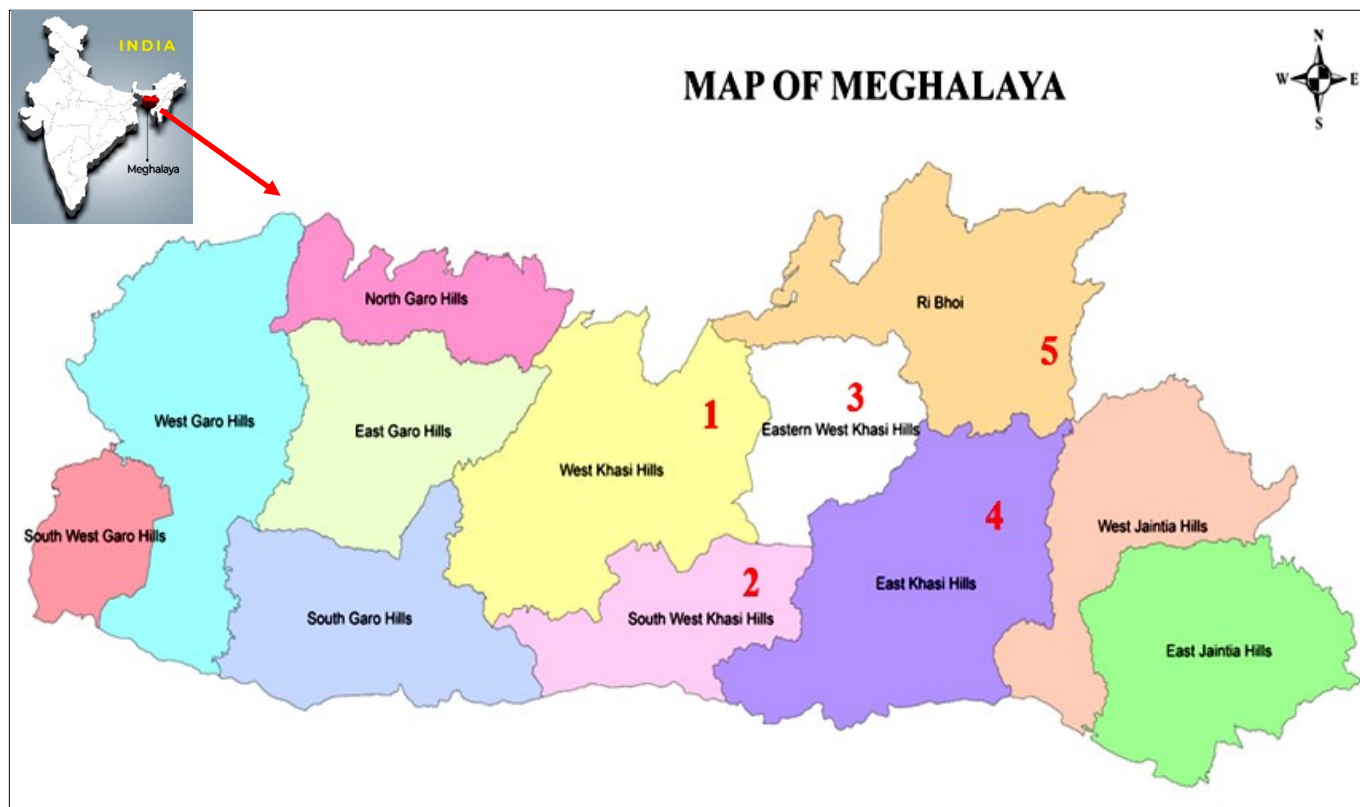 INDIA
Meghalaya
MAP OF MEGHALAYA
N
W E
S
North Garo Hills
Ri Bhoi
5
West Garo Hills
East Garo Hills
1
West Khasi Hills
3
Eastern West Khasi Hills
South West Garo Hills
4
West Jaintia Hills
2
East Khasi Hills
South Garo Hills
South West Khasi Hills
East Jaintia Hills